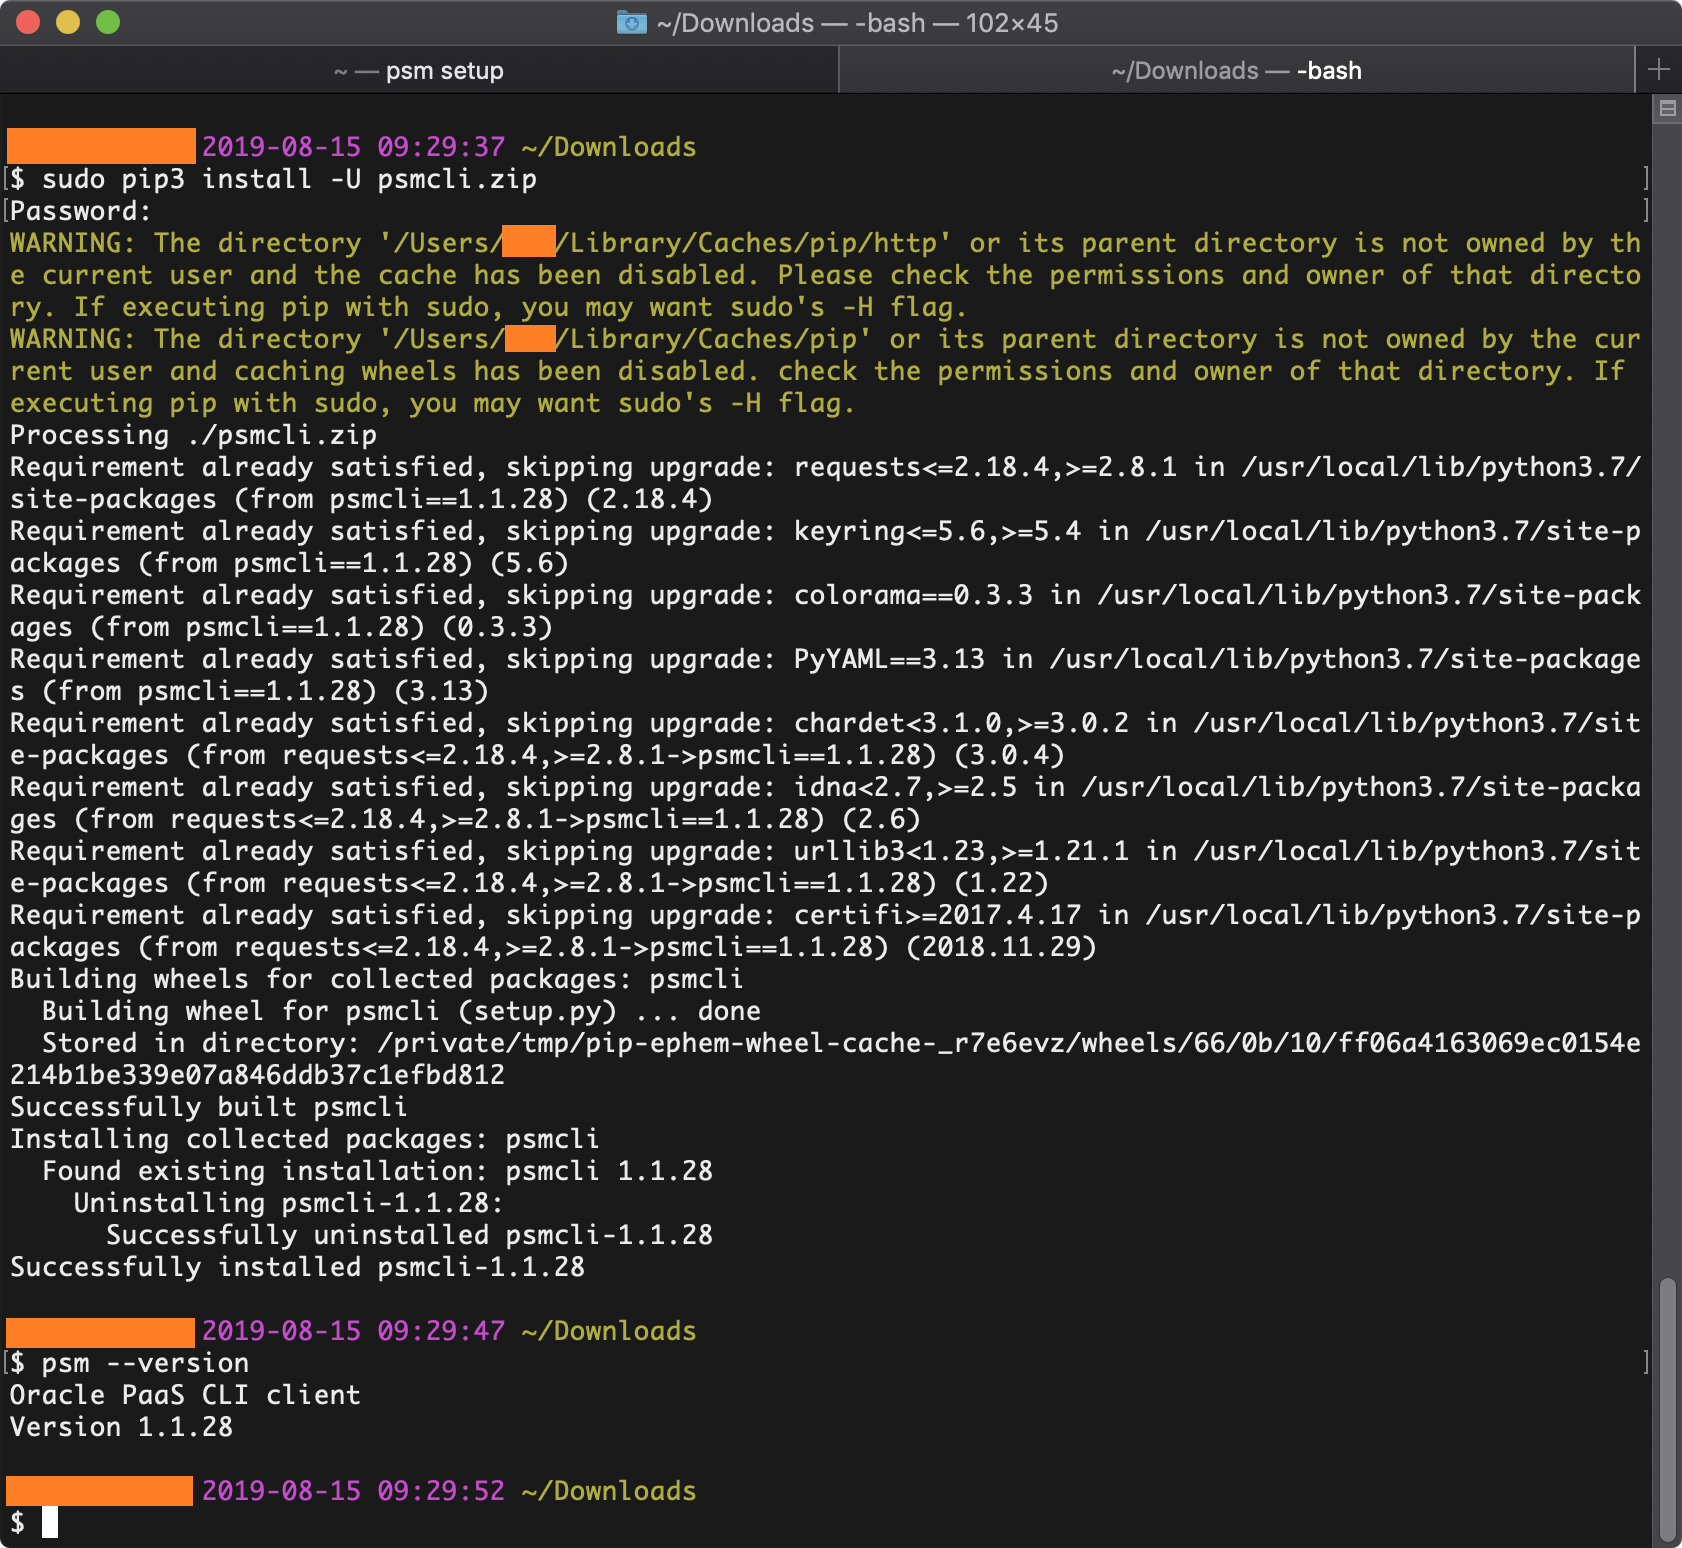 ~/Downloads — -bash — 102×45
~ — psm setup
~/Downloads — -bash
2019-08-15 09:29:37 ~/Downloads
[$ sudo pip3 install -U psmcli.zip ]
[Password: ]
WARNING: The directory '/Users/ /Library/Caches/pip/http' or its parent directory is not owned by th
e current user and the cache has been disabled. Please check the permissions and owner of that directo
ry. If executing pip with sudo, you may want sudo's -H flag.
WARNING: The directory '/Users/ /Library/Caches/pip' or its parent directory is not owned by the cur
rent user and caching wheels has been disabled. check the permissions and owner of that directory. If
executing pip with sudo, you may want sudo's -H flag.
Processing ./psmcli.zip
Requirement already satisfied, skipping upgrade: requests<=2.18.4,>=2.8.1 in /usr/local/lib/python3.7/
site-packages (from psmcli==1.1.28) (2.18.4)
Requirement already satisfied, skipping upgrade: keyring<=5.6,>=5.4 in /usr/local/lib/python3.7/site-p
ackages (from psmcli==1.1.28) (5.6)
Requirement already satisfied, skipping upgrade: colorama==0.3.3 in /usr/local/lib/python3.7/site-pack
ages (from psmcli==1.1.28) (0.3.3)
Requirement already satisfied, skipping upgrade: PyYAML==3.13 in /usr/local/lib/python3.7/site-package
s (from psmcli==1.1.28) (3.13)
Requirement already satisfied, skipping upgrade: chardet<3.1.0,>=3.0.2 in /usr/local/lib/python3.7/sit
e-packages (from requests<=2.18.4,>=2.8.1->psmcli==1.1.28) (3.0.4)
Requirement already satisfied, skipping upgrade: idna<2.7,>=2.5 in /usr/local/lib/python3.7/site-packa
ges (from requests<=2.18.4,>=2.8.1->psmcli==1.1.28) (2.6)
Requirement already satisfied, skipping upgrade: urllib3<1.23,>=1.21.1 in /usr/local/lib/python3.7/sit
e-packages (from requests<=2.18.4,>=2.8.1->psmcli==1.1.28) (1.22)
Requirement already satisfied, skipping upgrade: certifi>=2017.4.17 in /usr/local/lib/python3.7/site-p
ackages (from requests<=2.18.4,>=2.8.1->psmcli==1.1.28) (2018.11.29)
Building wheels for collected packages: psmcli
  Building wheel for psmcli (setup.py) ... done
  Stored in directory: /private/tmp/pip-ephem-wheel-cache-_r7e6evz/wheels/66/0b/10/ff06a4163069ec0154e
214b1be339e07a846ddb37c1efbd812
Successfully built psmcli
Installing collected packages: psmcli
  Found existing installation: psmcli 1.1.28
    Uninstalling psmcli-1.1.28:
      Successfully uninstalled psmcli-1.1.28
Successfully installed psmcli-1.1.28
2019-08-15 09:29:47 ~/Downloads
[$ psm --version ]
Oracle PaaS CLI client
Version 1.1.28
2019-08-15 09:29:52 ~/Downloads
$